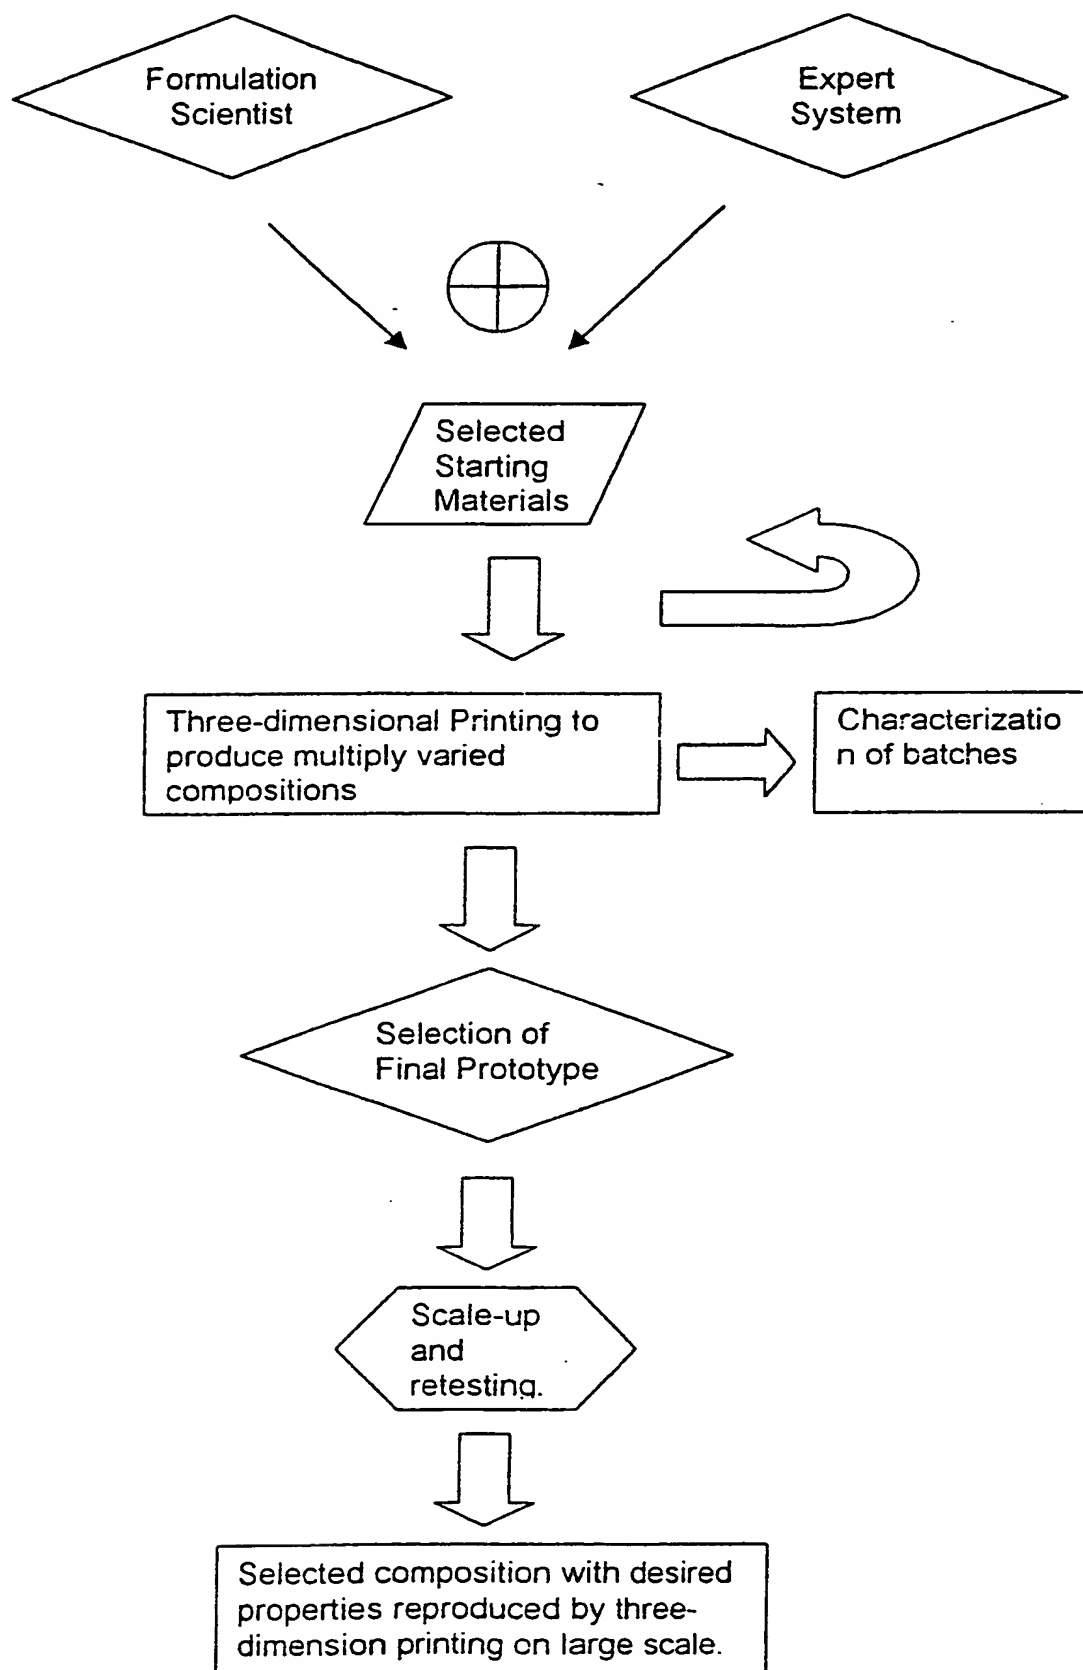 Formulation
Scientist
Expert
System
Selected
Starting
Materials
Three-dimensional Printing to
produce multiply varied
compositions
Characterizatio
n of batches
Selection of
Final Prototype
Scale-up
and
retesting.
Selected composition with desired
properties reproduced by three-
dimension printing on large scale.